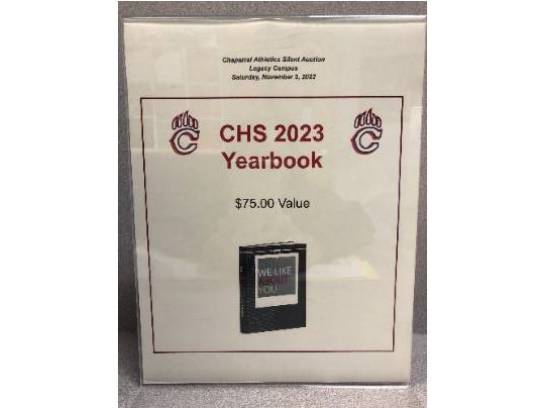 Chaparral Athletics Silent Auction
Legacy Campus
Saturday, November 5, 2022
C C
CHS 2023
Yearbook
$75.00 Value
WE LIKE
YOU